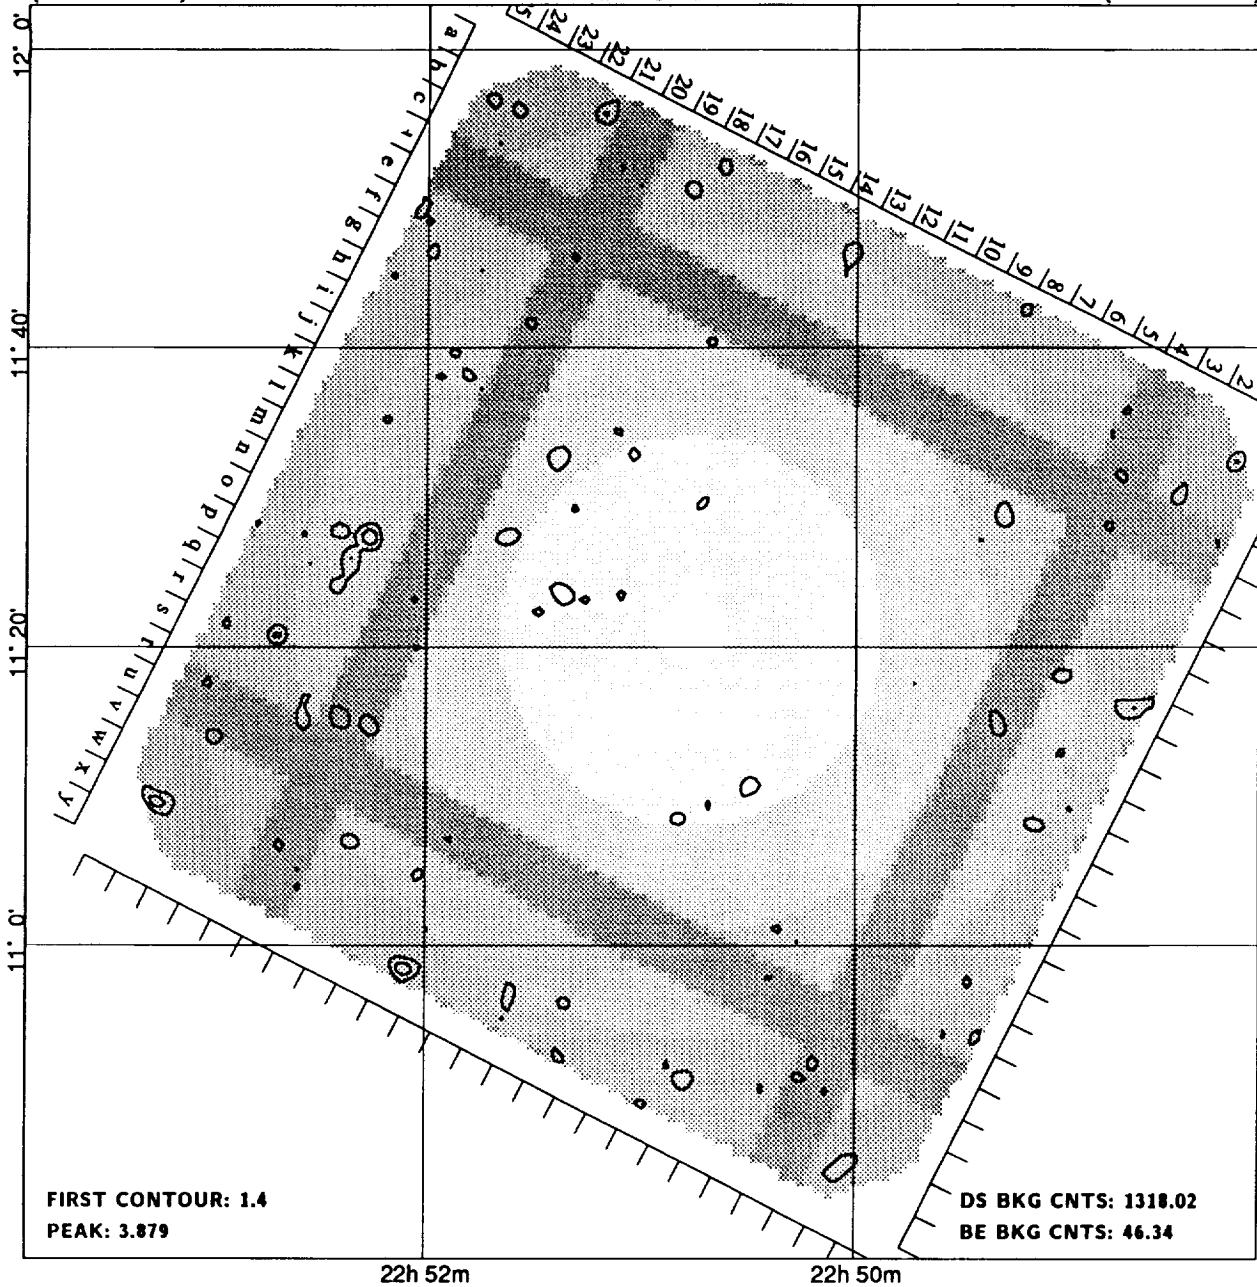 24 23 22 21 20 19 18 17 16 15 14 13 12 11 10 9 8 7 6 5 4 3 2
a b c e f g h i j k l m n o p q r s t u v w x y
12° 0'
11° 40'
11° 20'
11° 0'
FIRST CONTOUR: 1.4
PEAK: 3.879
DS BKG CNTS: 1318.02
BE BKG CNTS: 46.34
22h 52m
22h 50m